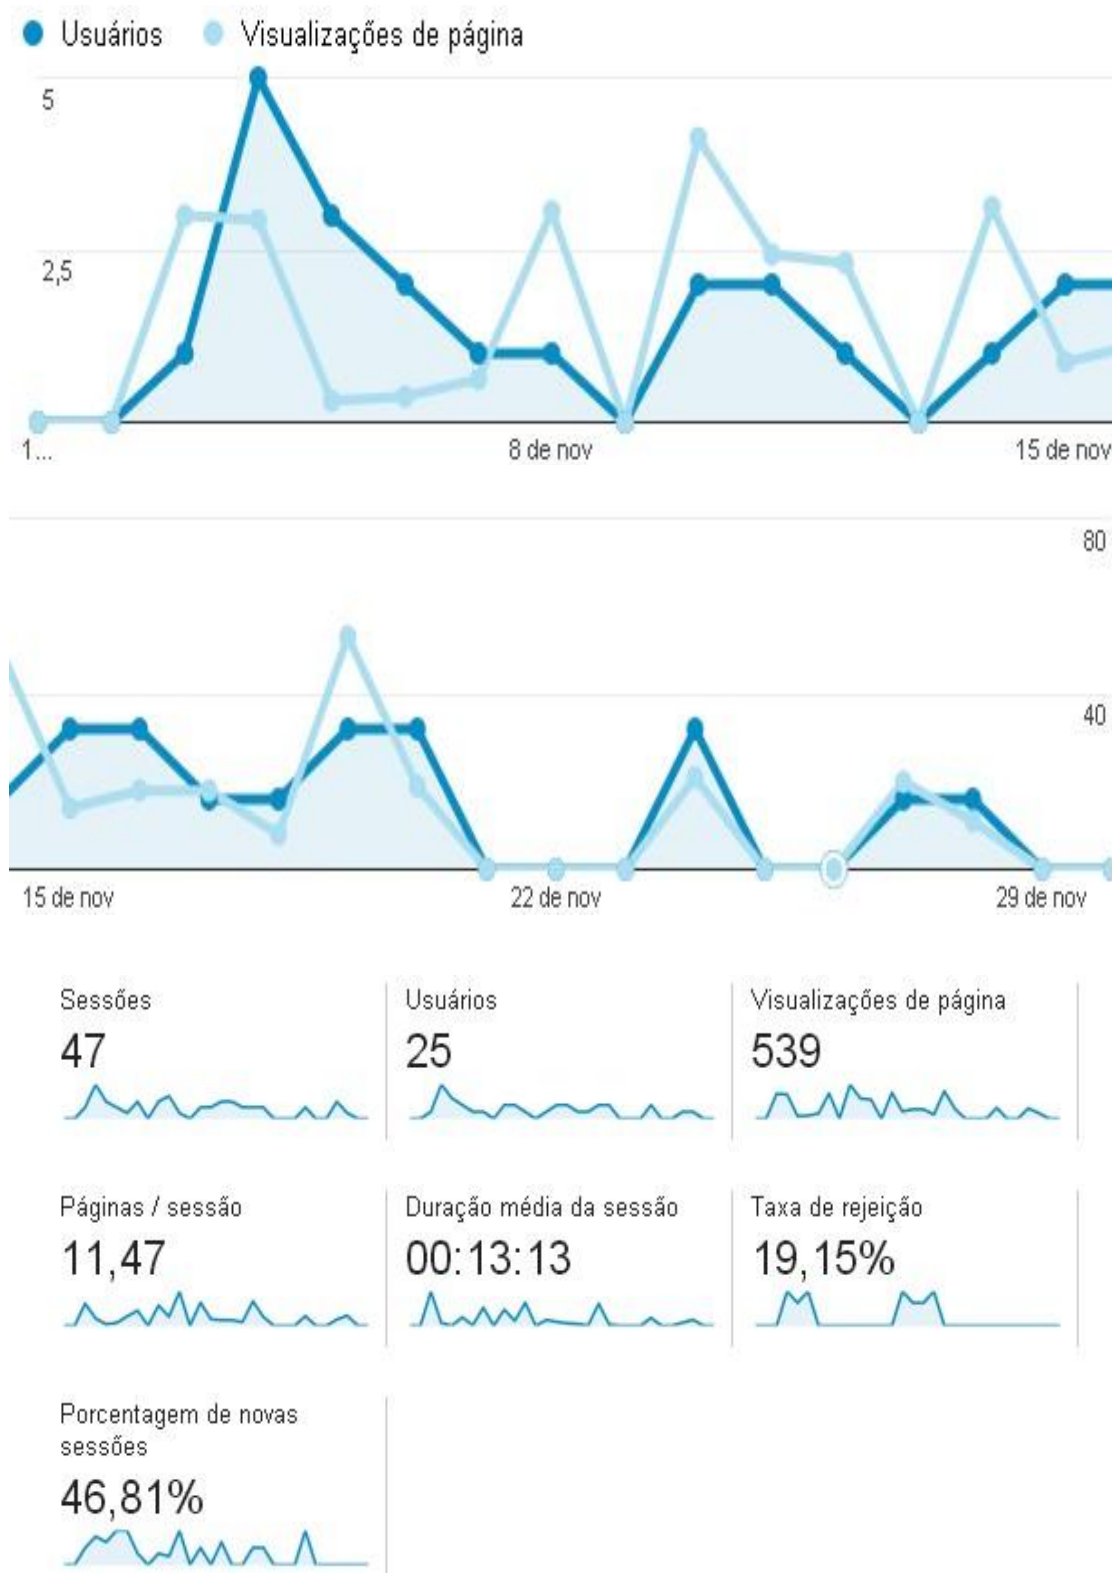 Usuários Visualizações de página
5
2,5
1... 8 de nov 15 de nov
80
40
15 de nov 22 de nov 29 de nov
Sessões Usuários Visualizações de página
47 25 539
Páginas / sessão Duração média da sessão Taxa de rejeição
11,47 00:13:13 19,15%
Porcentagem de novas
sessões
46,81%